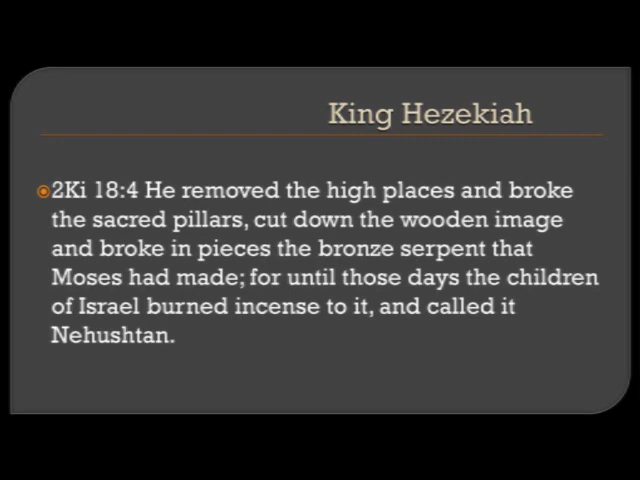 King Hezekiah
2Ki 18:4 He removed the high places and broke
the sacred pillars, cut down the wooden image
and broke in pieces the bronze serpent that
Moses had made; for until those days the children
of Israel burned incense to it, and called it
Nehushtan.